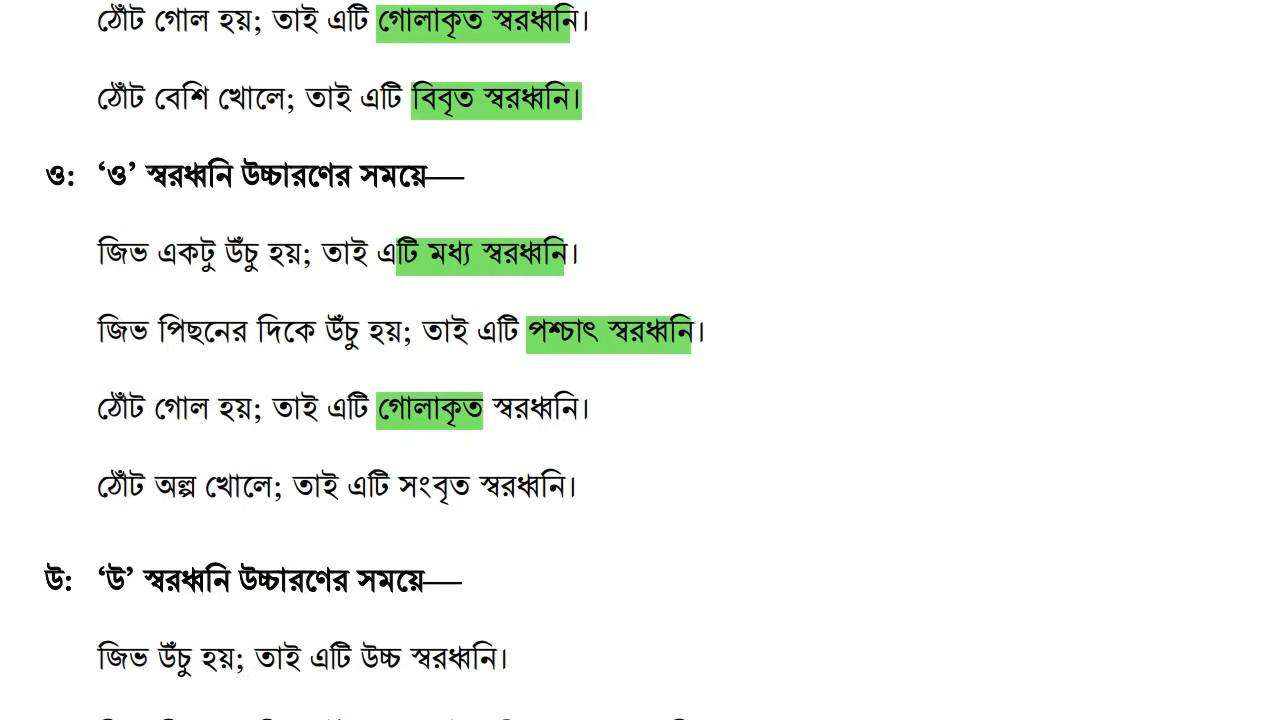 ঠোঁট গোল হয়; তাই এটি গোলাকৃত স্বরধ্বনি।
ঠোঁট বেশি খোলে; তাই এটি বিবৃত স্বরধ্বনি।
ও: ‘ও’ স্বরধ্বনি উচ্চারণের সময়ে—
জিভ একটু উঁচু হয়; তাই এটি মধ্য স্বরধ্বনি।
জিভ পিছনের দিকে উঁচু হয়; তাই এটি পশ্চাৎ স্বরধ্বনি।
ঠোঁট গোল হয়; তাই এটি গোলাকৃত স্বরধ্বনি।
ঠোঁট অল্প খোলে; তাই এটি সংবৃত স্বরধ্বনি।
উ: ‘উ’ স্বরধ্বনি উচ্চারণের সময়ে—
জিভ উঁচু হয়; তাই এটি উচ্চ স্বরধ্বনি।